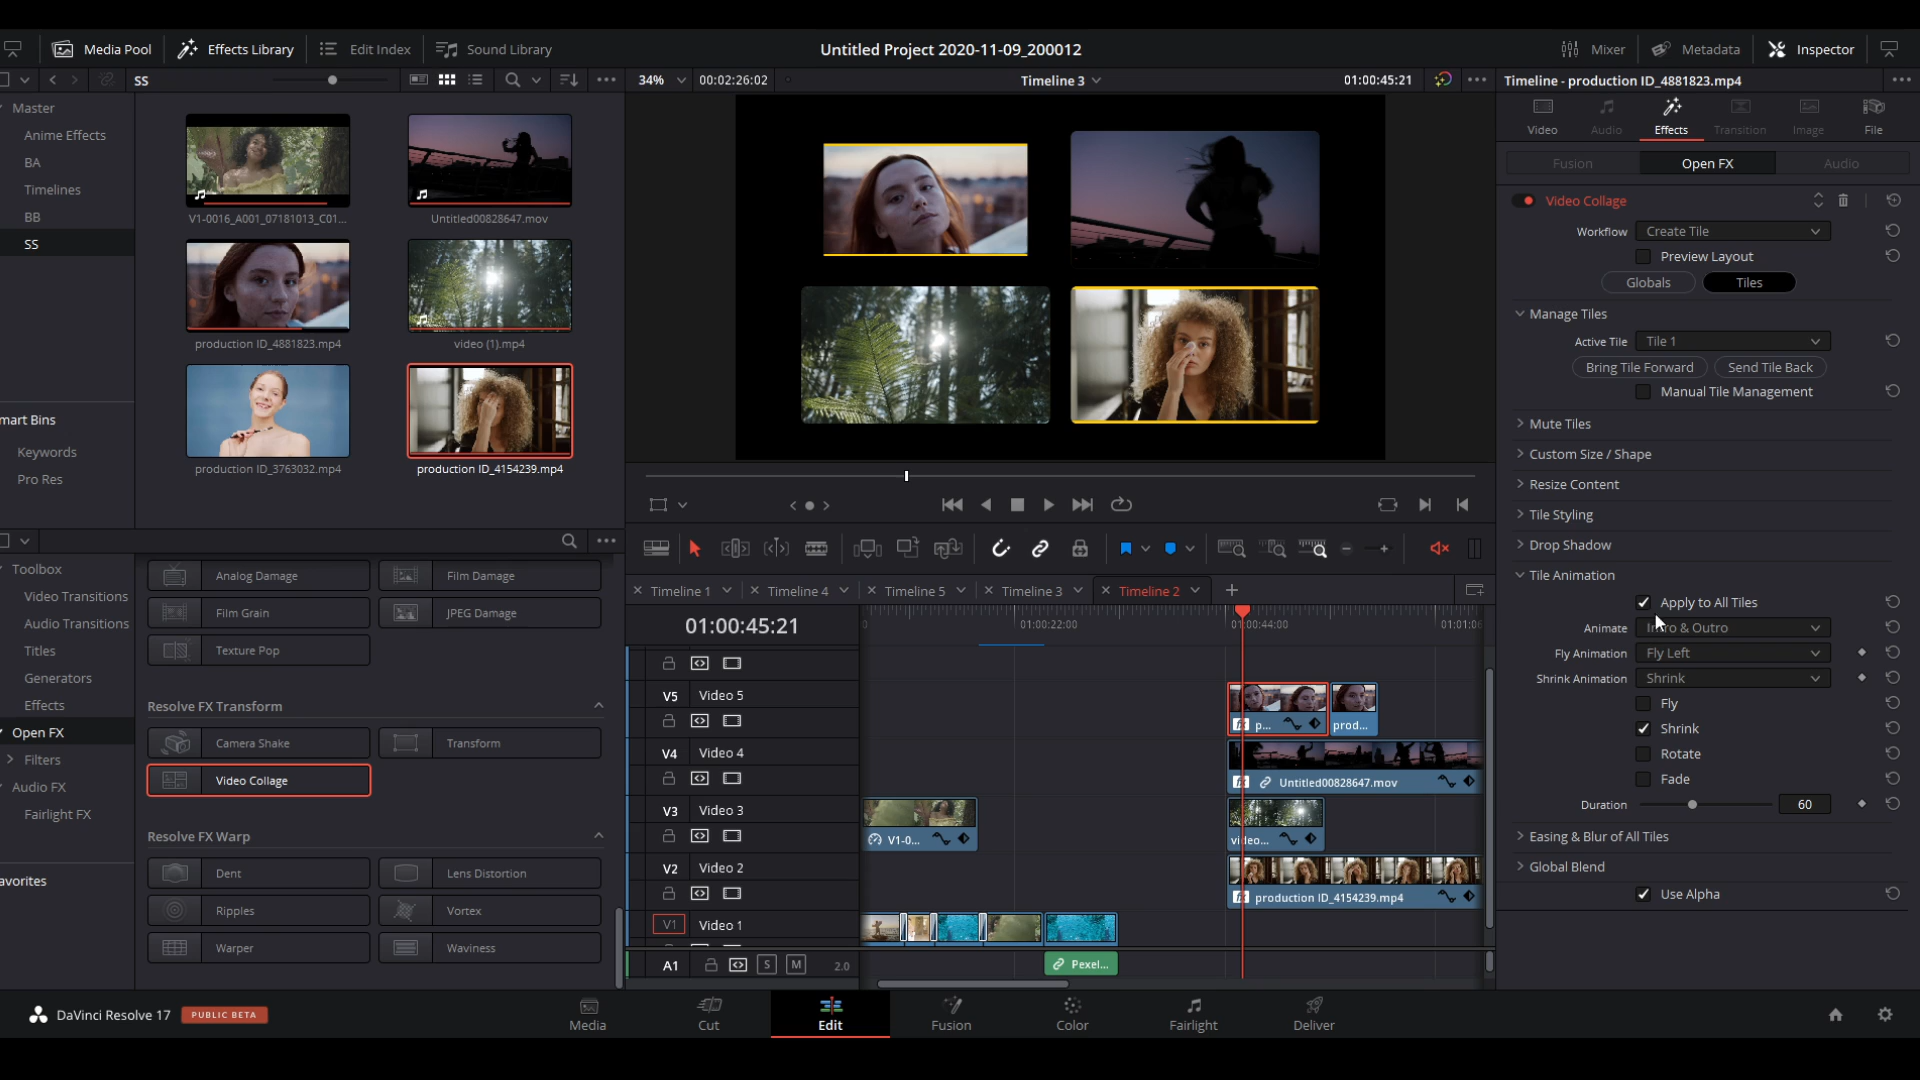 Media Pool
Effects Library
Edit Index
Sound Library
Untitled Project 2020-11-09_200012
Mixer
Metadata
Inspector
SS
34%
00:02:26:02
Timeline 3
01:00:45:21
Timeline - production ID_4881823.mp4
Master
Anime Effects
BA
Timelines
BB
SS
mart Bins
Keywords
Pro Res
V1-0016_A001_07181013_C01...
Untitled00828647.mov
production ID_4881823.mp4
video (1).mp4
production ID_3763032.mp4
production ID_4154239.mp4
Video
Audio
Effects
Transition
Image
File
Fusion
Open FX
Audio
Video Collage
Workflow
Create Tile
Preview Layout
Globals
Tiles
Manage Tiles
Active Tile
Tile 1
Bring Tile Forward
Send Tile Back
Manual Tile Management
Mute Tiles
Custom Size / Shape
Resize Content
Tile Styling
Drop Shadow
Tile Animation
Apply to All Tiles
Animate
Intro & Outro
Fly Animation
Fly Left
Shrink Animation
Shrink
Fly
Shrink
Rotate
Fade
Duration
60
Easing & Blur of All Tiles
Global Blend
Use Alpha
Toolbox
Video Transitions
Audio Transitions
Titles
Generators
Effects
Open FX
Filters
Audio FX
Fairlight FX
avorites
Analog Damage
Film Damage
Film Grain
JPEG Damage
Texture Pop
Resolve FX Transform
Camera Shake
Transform
Video Collage
Resolve FX Warp
Dent
Lens Distortion
Ripples
Vortex
Warper
Waviness
Timeline 1
Timeline 4
Timeline 5
Timeline 3
Timeline 2
01:00:45:21
01:00:22:00
01:00:44:00
01:01:06
V5
Video 5
p...
prod...
V4
Video 4
Untitled00828647.mov
V3
Video 3
V1-0...
video...
V2
Video 2
production ID_4154239.mp4
V1
Video 1
A1
S
M
2.0
Pexel...
DaVinci Resolve 17
PUBLIC BETA
Media
Cut
Edit
Fusion
Color
Fairlight
Deliver